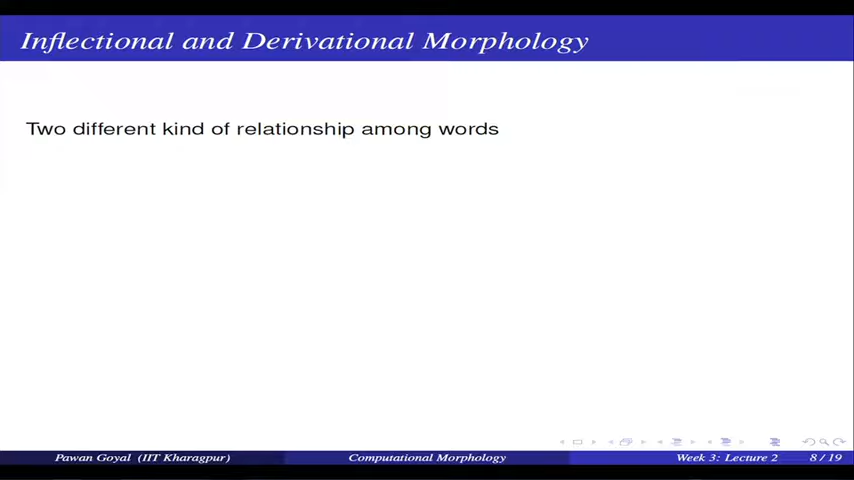 Inflectional and Derivational Morphology
Two different kind of relationship among words
Pawan Goyal (IIT Kharagpur) Computational Morphology Week 3: Lecture 2 8 / 19